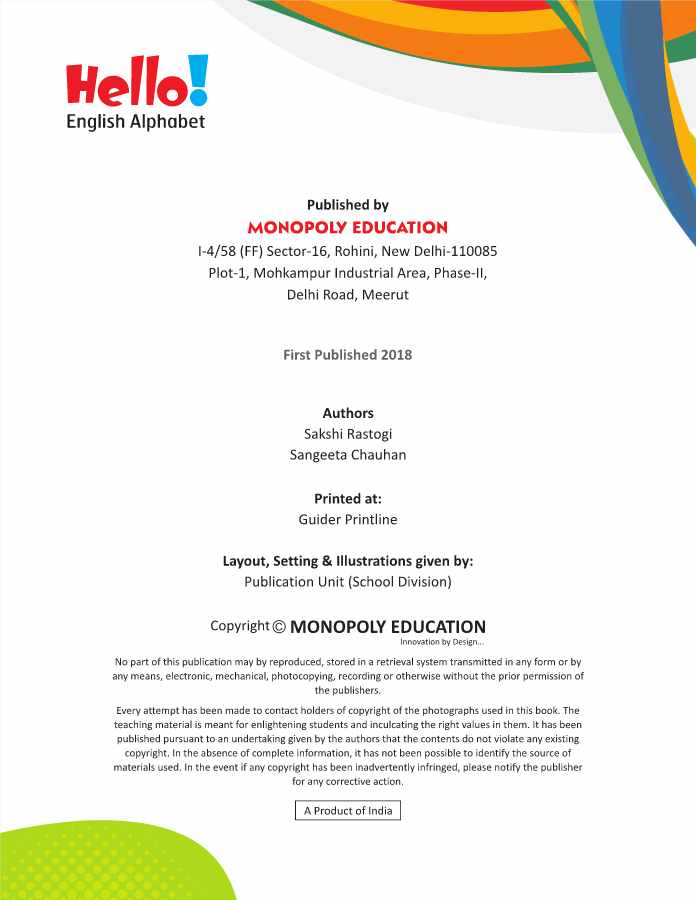 Hello!
English Alphabet
Published by
MONOPOLY EDUCATION
I-4/58 (FF) Sector-16, Rohini, New Delhi-110085
Plot-1, Mohkampur Industrial Area, Phase-II,
Delhi Road, Meerut
First Published 2018
Authors
Sakshi Rastogi
Sangeeta Chauhan
Printed at:
Guider Printline
Layout, Setting & Illustrations given by:
Publication Unit (School Division)
Copyright © MONOPOLY EDUCATION
Innovation by Design...
No part of this publication may by reproduced, stored in a retrieval system transmitted in any form or by
any means, electronic, mechanical, photocopying, recording or otherwise without the prior permission of
the publishers.
Every attempt has been made to contact holders of copyright of the photographs used in this book. The
teaching material is meant for enlightening students and inculcating the right values in them. It has been
published pursuant to an undertaking given by the authors that the contents do not violate any existing
copyright. In the absence of complete information, it has not been possible to identify the source of
materials used. In the event if any copyright has been inadvertently infringed, please notify the publisher
for any corrective action.
A Product of India